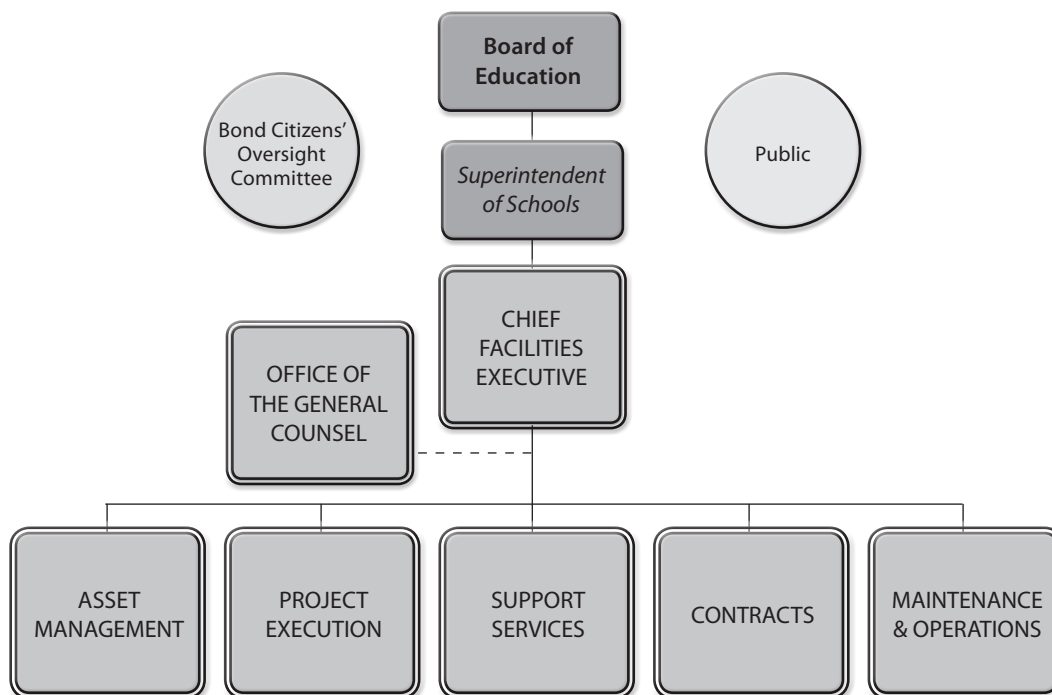 Board of
Education
Bond Citizens’
Oversight
Committee
Public
Superintendent
of Schools
CHIEF
FACILITIES
EXECUTIVE
OFFICE OF
THE GENERAL
COUNSEL
ASSET
MANAGEMENT
PROJECT
EXECUTION
SUPPORT
SERVICES
CONTRACTS
MAINTENANCE
& OPERATIONS